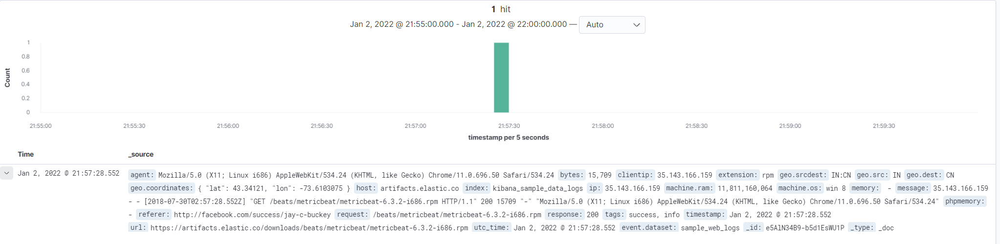 1 hit
Jan 2, 2022 @ 21:55:00.000 - Jan 2, 2022 @ 22:00:00.000 — Auto
Count
1
0.8
0.6
0.4
0.2
0
21:55:00 21:55:30 21:56:00 21:56:30 21:57:00 21:57:30 21:58:00 21:58:30 21:59:00 21:59:30
timestamp per 5 seconds
Time _source
Jan 2, 2022 @ 21:57:28.552 agent: Mozilla/5.0 (X11; Linux i686) AppleWebKit/534.24 (KHTML, like Gecko) Chrome/11.0.696.50 Safari/534.24 bytes: 15,709 clientip: 35.143.166.159 extension: rpm geo.srcdest: IN:CN geo.src: IN geo.dest: CN
geo.coordinates: { "lat": 43.34121, "lon": -73.6103075 } host: artifacts.elastic.co index: kibana_sample_data_logs ip: 35.143.166.159 machine.ram: 11,811,160,064 machine.os: win 8 memory: - message: 35.143.166.159
- - [2018-07-30T02:57:28.552Z] "GET /beats/metricbeat/metricbeat-6.3.2-i686.rpm HTTP/1.1" 200 15709 "-" "Mozilla/5.0 (X11; Linux i686) AppleWebKit/534.24 (KHTML, like Gecko) Chrome/11.0.696.50 Safari/534.24" phpmemory:
- referer: http://facebook.com/success/jay-c-buckey request: /beats/metricbeat/metricbeat-6.3.2-i686.rpm response: 200 tags: success, info timestamp: Jan 2, 2022 @ 21:57:28.552
url: https://artifacts.elastic.co/downloads/beats/metricbeat/metricbeat-6.3.2-i686.rpm utc_time: Jan 2, 2022 @ 21:57:28.552 event.dataset: sample_web_logs _id: e5AlN34B9-b5d1EsWU1P _type: _doc